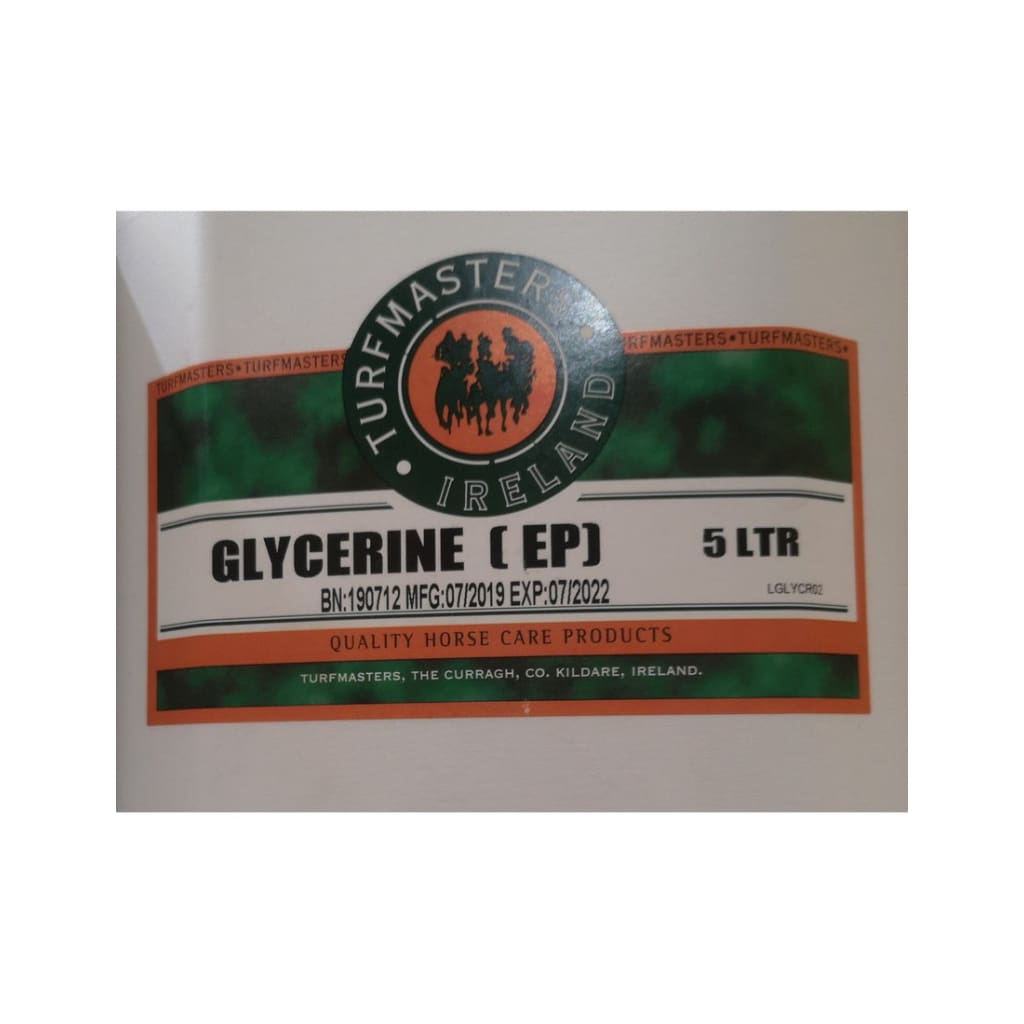 TURFMASTERS
IRELAND
TURFMASTERS•TURFMASTERS
TURFMASTERS•TURFMASTERS•
GLYCERINE ( EP) 5 LTR
BN:190712 MFG:07/2019 EXP:07/2022 LGLYCR02
QUALITY HORSE CARE PRODUCTS
TURFMASTERS, THE CURRAGH, CO. KILDARE, IRELAND.